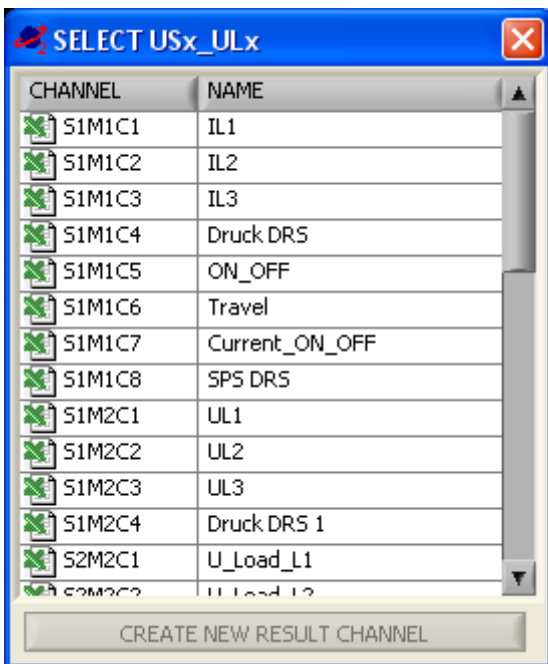 SELECT USx_ULx
CHANNEL NAME
S1M1C1 IL1
S1M1C2 IL2
S1M1C3 IL3
S1M1C4 Druck DRS
S1M1C5 ON_OFF
S1M1C6 Travel
S1M1C7 Current_ON_OFF
S1M1C8 SPS DRS
S1M2C1 UL1
S1M2C2 UL2
S1M2C3 UL3
S1M2C4 Druck DRS 1
S2M2C1 U_Load_L1
S2M2C2 U_Load_L2
CREATE NEW RESULT CHANNEL